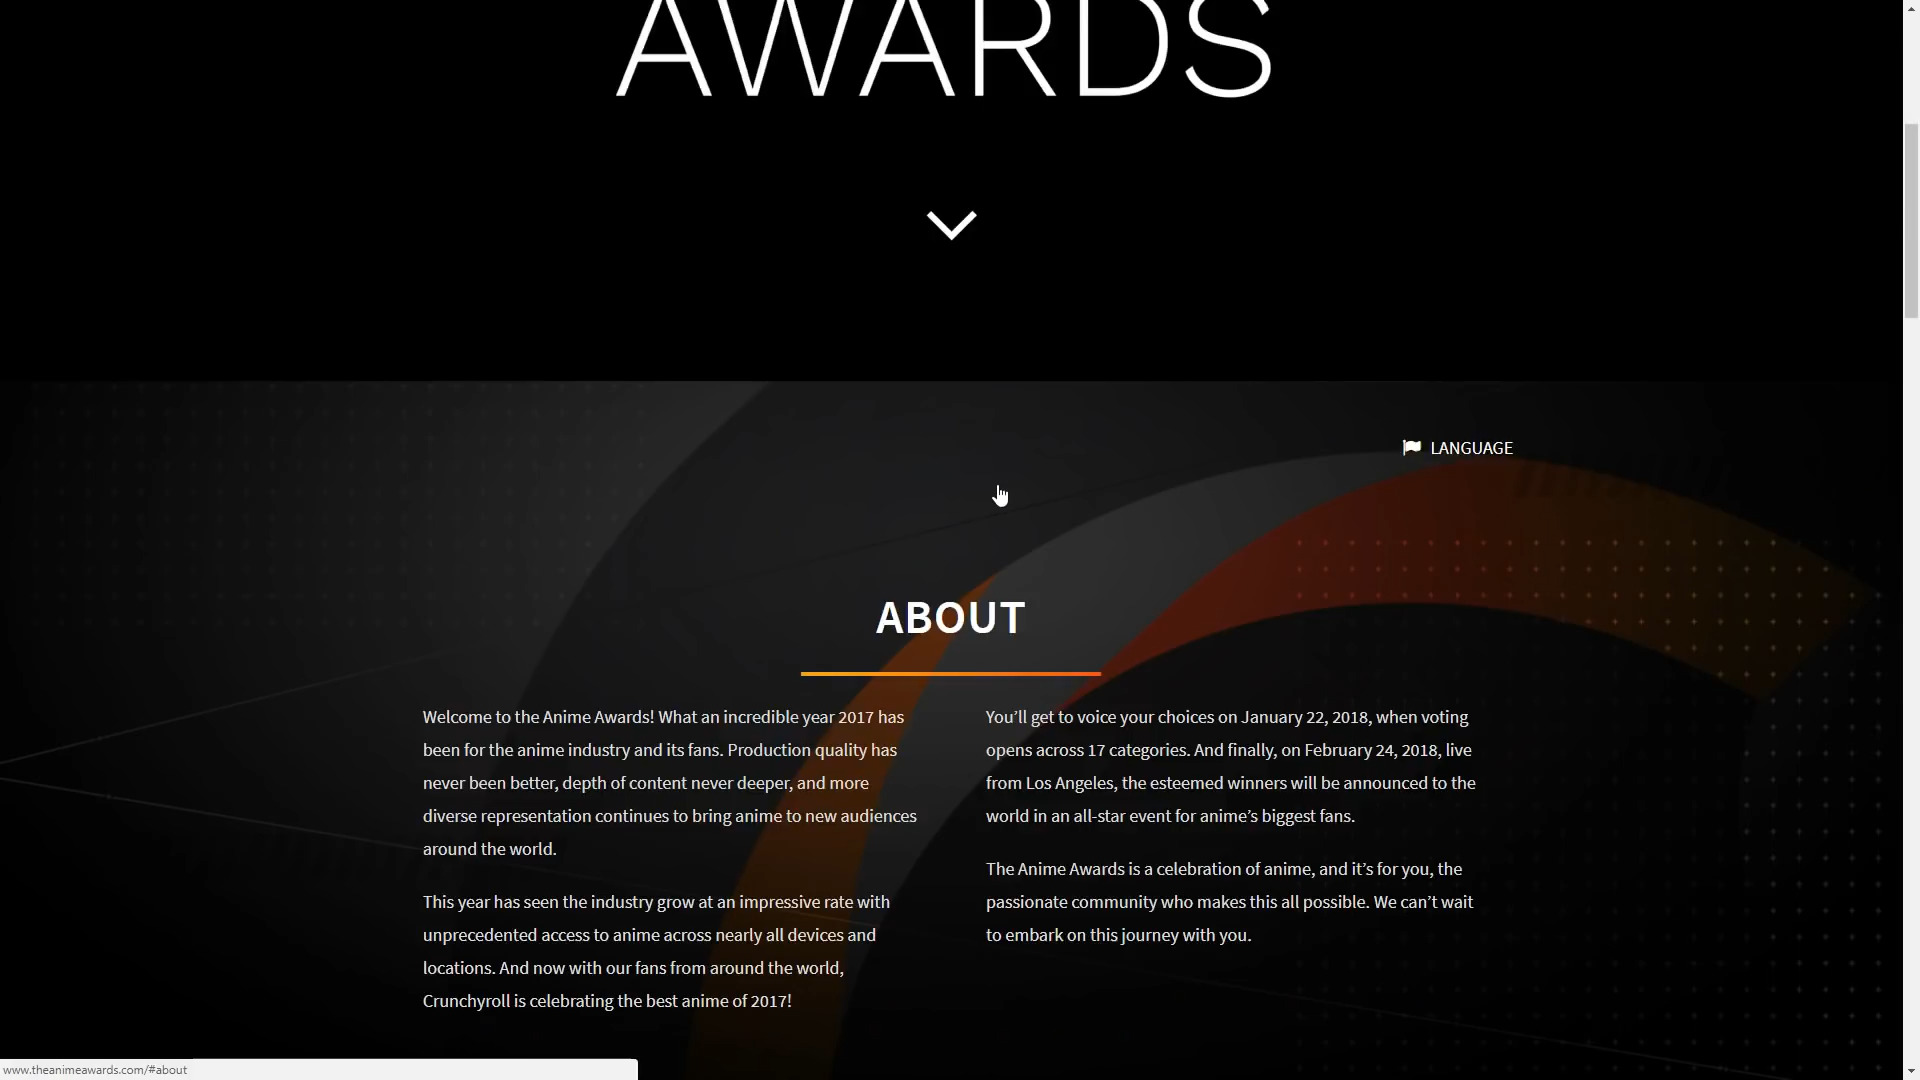 AWARDS
LANGUAGE
ABOUT
Welcome to the Anime Awards! What an incredible year 2017 has
been for the anime industry and its fans. Production quality has
never been better, depth of content never deeper, and more
diverse representation continues to bring anime to new audiences
around the world.
This year has seen the industry grow at an impressive rate with
unprecedented access to anime across nearly all devices and
locations. And now with our fans from around the world,
Crunchyroll is celebrating the best anime of 2017!
You’ll get to voice your choices on January 22, 2018, when voting
opens across 17 categories. And finally, on February 24, 2018, live
from Los Angeles, the esteemed winners will be announced to the
world in an all-star event for anime’s biggest fans.
The Anime Awards is a celebration of anime, and it’s for you, the
passionate community who makes this all possible. We can’t wait
to embark on this journey with you.
www.theanimeawards.com/#about